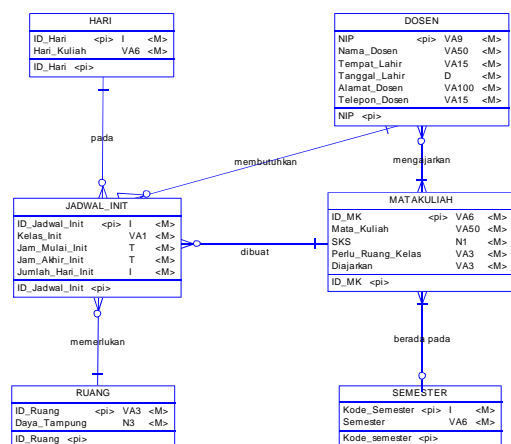 HARI
ID_Hari <pi> I <M>
Hari_Kuliah VA6 <M>
ID_Hari <pi>
DOSEN
NIP <pi> VA9 <M>
Nama_Dosen VA50 <M>
Tempat_Lahir VA15 <M>
Tanggal_Lahir D <M>
Alamat_Dosen VA100 <M>
Telepon_Dosen VA15 <M>
NIP <pi>
pada
membutuhkan
mengajarkan
JADWAL_INIT
ID_Jadwal_Init <pi> I <M>
Kelas_Init VA1 <M>
Jam_Mulai_Init T <M>
Jam_Akhir_Init T <M>
Jumlah_Hari_Init I <M>
ID_Jadwal_Init <pi>
dibuat
MATAKULIAH
ID_MK <pi> VA6 <M>
Mata_Kuliah VA50 <M>
SKS N1 <M>
Perlu_Ruang_Kelas VA3 <M>
Diajarkan VA3 <M>
ID_MK <pi>
memerlukan
berada pada
RUANG
ID_Ruang <pi> VA3 <M>
Daya_Tampung N3 <M>
ID_Ruang <pi>
SEMESTER
Kode_Semester <pi> I <M>
Semester VA6 <M>
Kode_semester <pi>